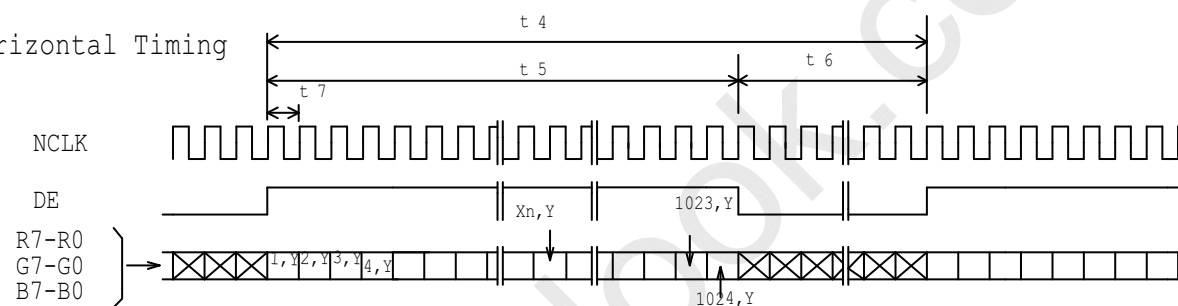 t 4
rizontal Timing
t 5
t 6
t 7
NCLK
DE
Xn,Y
1023,Y
R7-R0
G7-G0
B7-B0
1,Y 2,Y 3,Y 4,Y
1024,Y